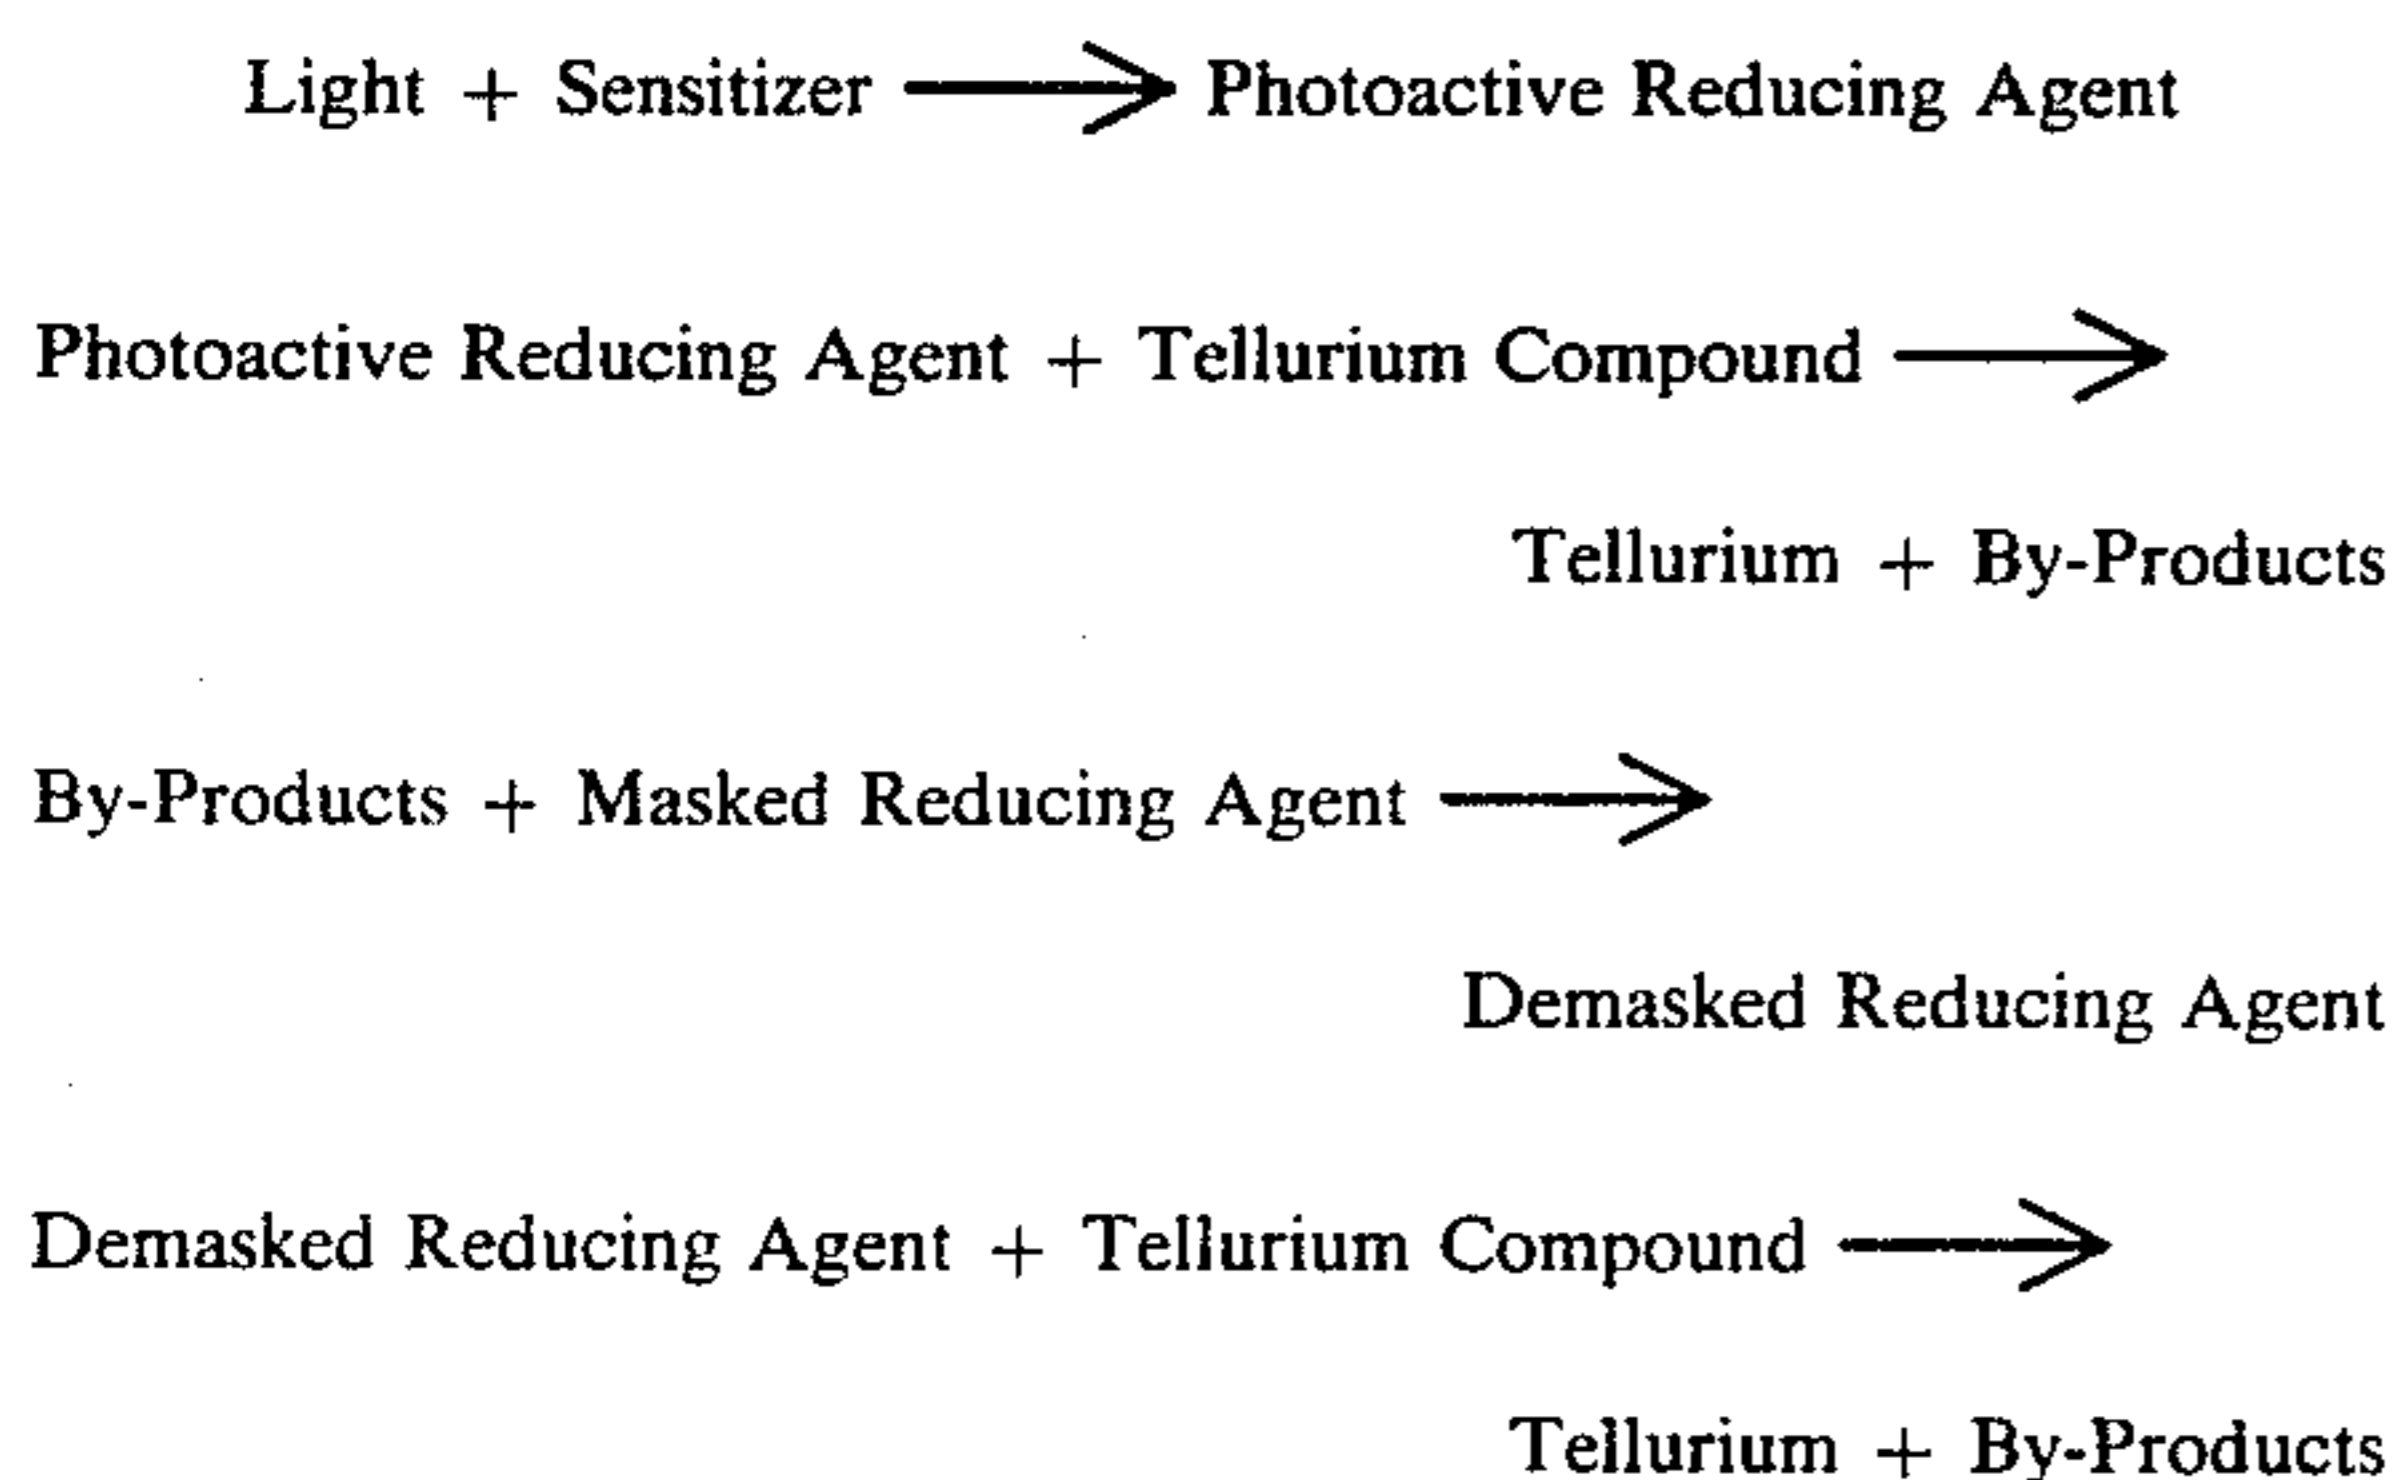 Light + Sensitizer ⟶ Photoactive Reducing Agent
Photoactive Reducing Agent + Tellurium Compound ⟶
Tellurium + By-Products
By-Products + Masked Reducing Agent ⟶
Demasked Reducing Agent
Demasked Reducing Agent + Tellurium Compound ⟶
Tellurium + By-Products